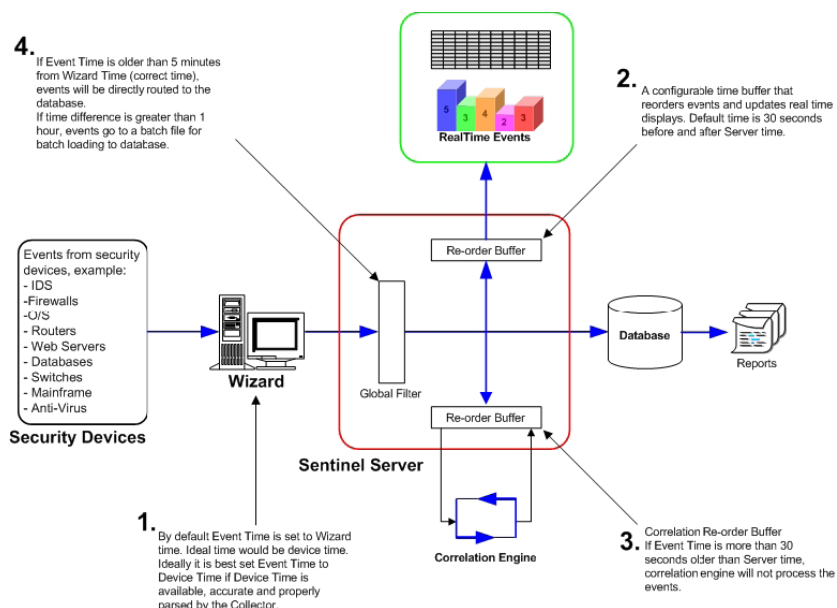 4.
If Event Time is older than 5 minutes
from Wizard Time (correct time),
events will be directly routed to the
database.
If time difference is greater than 1
hour, events go to a batch file for
batch loading to database.
5
3
4
2
3
RealTime Events
2.
A configurable time buffer that
reorders events and updates real time
displays. Default time is 30 seconds
before and after Server time.
Events from security
devices, example:
- IDS
-Firewalls
-O/S
- Routers
- Web Servers
- Databases
- Switches
- Mainframe
- Anti-Virus
Security Devices
Wizard
Global Filter
Re-order Buffer
Re-order Buffer
Sentinel Server
Database
Reports
Correlation Engine
1.
By default Event Time is set to Wizard
time. Ideal time would be device time.
Ideally it is best set Event Time to
Device Time if Device Time is
available, accurate and properly
parsed by the Collector.
3.
Correlation Re-order Buffer
If Event Time is more than 30
seconds older than Server time,
correlation engine will not process the
events.